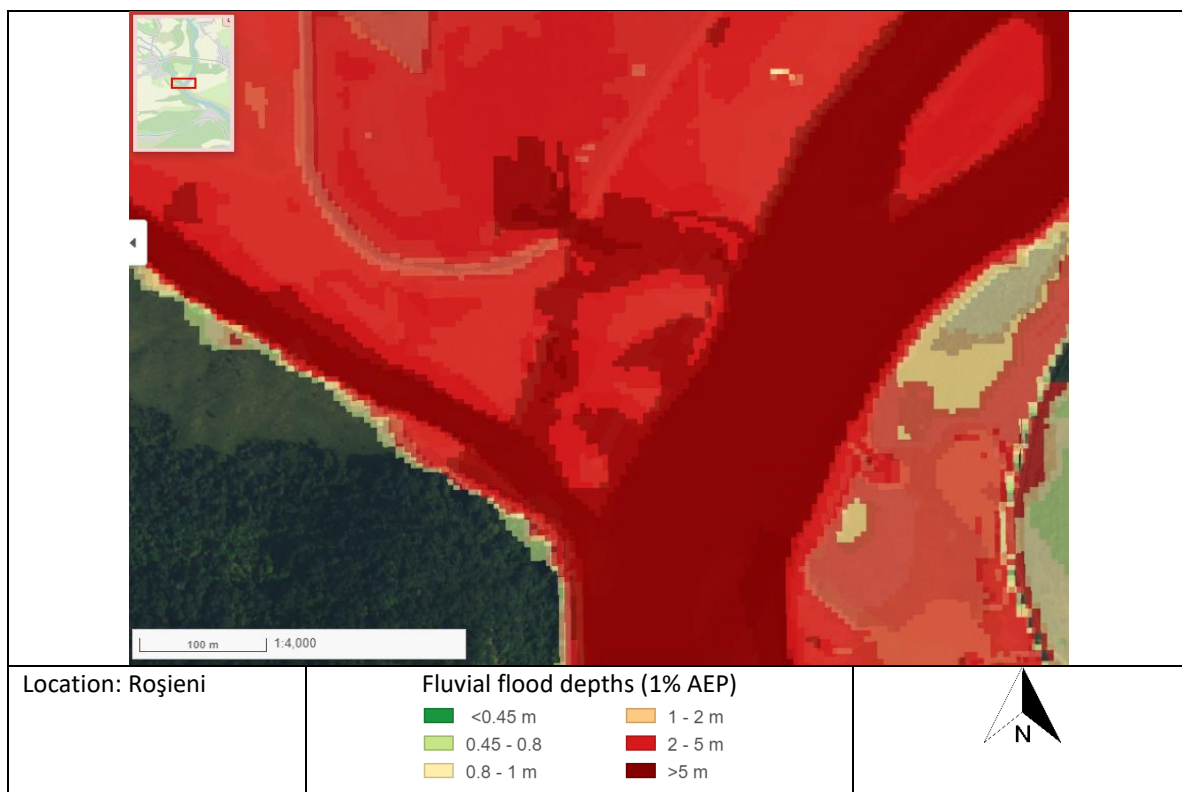 100 m
1:4,000
Location: Roşieni
Fluvial flood depths (1% AEP)
<0.45 m
0.45 - 0.8
0.8 - 1 m
1 - 2 m
2 - 5 m
>5 m
N